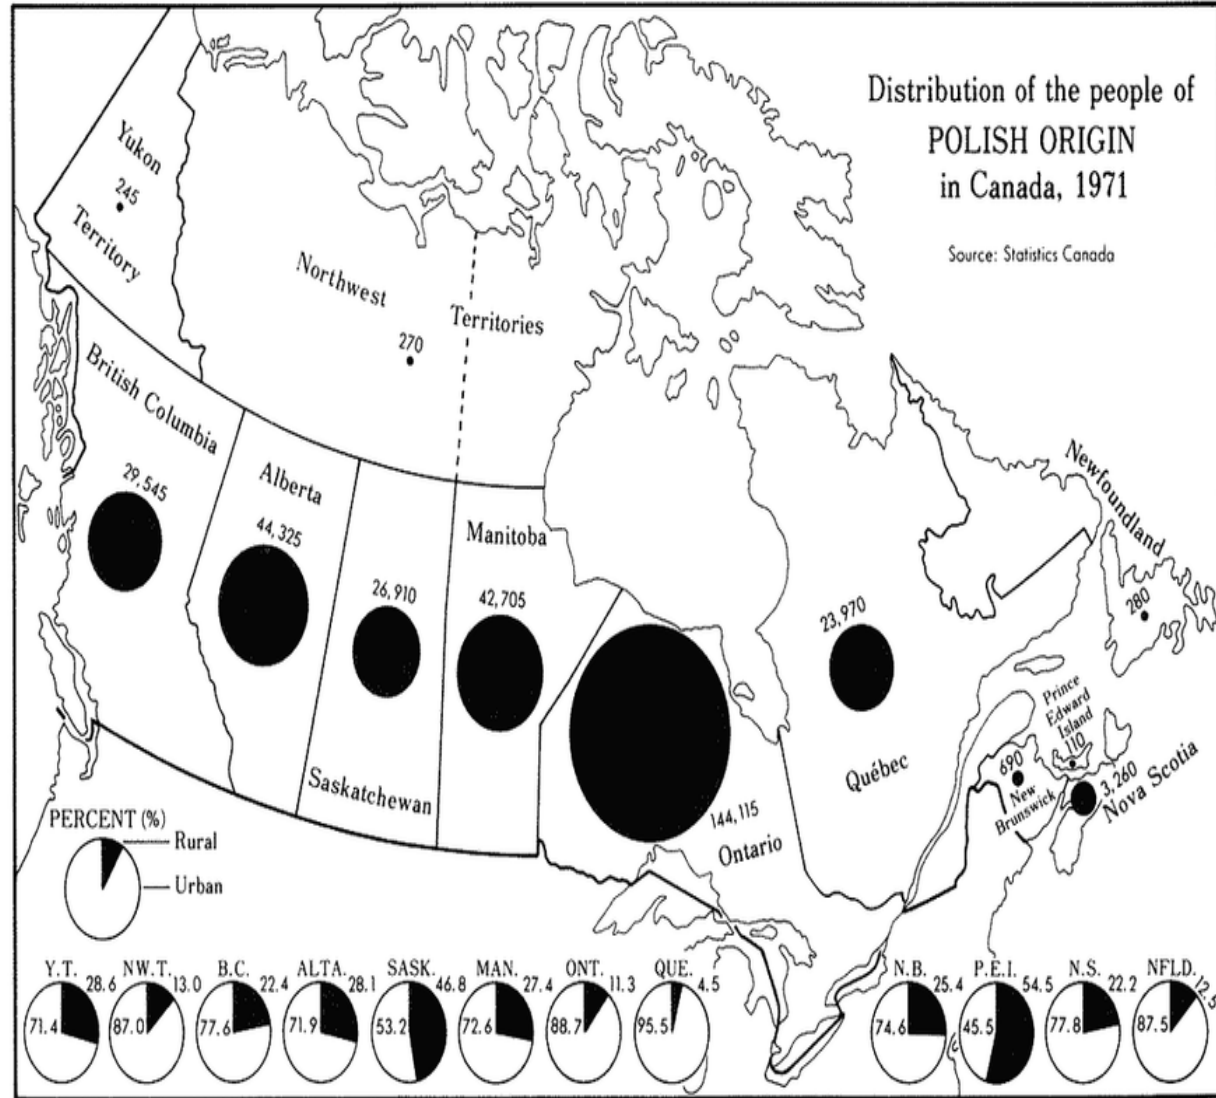 Distribution of the people of
POLISH ORIGIN
in Canada, 1971
Source: Statistics Canada
Yukon
245
Territory
Northwest
Territories
270
British Columbia
29,545
Alberta
44,325
26,910
Saskatchewan
Manitoba
42,705
144,115
Ontario
23,970
Québec
Newfoundland
280
Prince
Edward
Island
110
690
New
Brunswick
3,260
Nova Scotia
PERCENT (%)
Rural
Urban
Y.T.
28.6
71.4
NW.T.
13.0
87.0
B.C.
22.4
77.6
ALTA.
28.1
71.9
SASK.
46.8
53.2
MAN.
27.4
72.6
ONT.
11.3
88.7
QUE.
4.5
95.5
N.B.
25.4
74.6
P.E.I.
54.5
45.5
N.S.
22.2
77.8
NFLD.
12.5
87.5